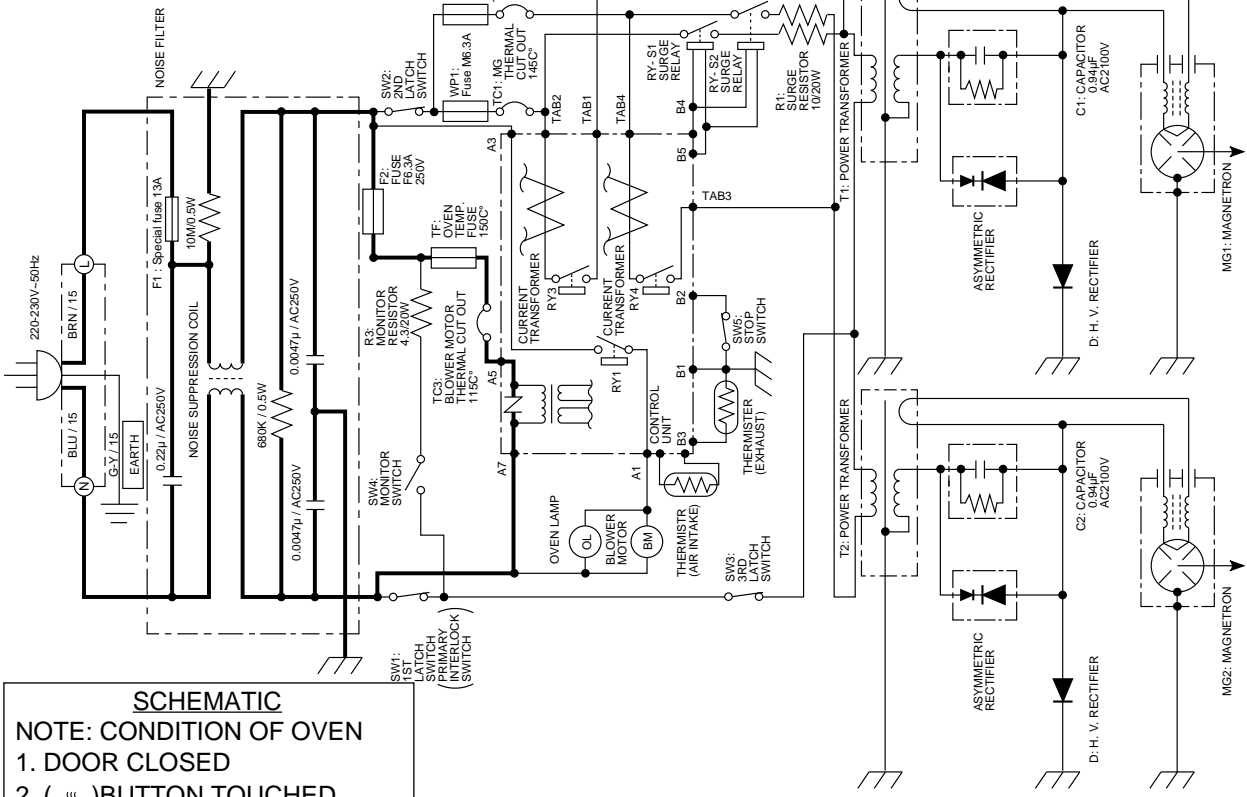 220-230V~50Hz
NOISE FILTER
BRN / 15
BLU / 15
G-Y / 15
EARTH
L
N
F1 : Special fuse 13A
10M/0.5W
0.22µ / AC250V
NOISE SUPPRESSION COIL
680K / 0.5W
0.0047µ / AC250V
0.0047µ / AC250V
SW2:
2ND
LATCH
SWITCH
WP1:
Fuse M6.3A
TC1: MG
THERMAL
CUT OUT
145C°
THERMAL
CUT OUT
145C°
F2:
FUSE
F6.3A
250V
TF:
OVEN
TEMP.
FUSE
150C°
R3:
MONITOR
RESISTOR
4.3/20W
TC3:
BLOWER MOTOR
THERMAL CUT OUT
115C°
SW4:
MONITOR
SWITCH
SW1:
1ST
LATCH
SWITCH
(PRIMARY
INTERLOCK
SWITCH)
A3
A5
A7
A1
TAB2
TAB1
TAB4
TAB3
B4
B5
B2
B1
B3
CURRENT
TRANSFORMER
RY3
CURRENT
TRANSFORMER
RY4
RY1
CONTROL
UNIT
RY- S1
SURGE
RELAY
RY- S2
SURGE
RELAY
R1:
SURGE
RESISTOR
10/20W
SW5:
STOP
SWITCH
THERMISTER
(EXHAUST)
THERMISTR
(AIR INTAKE)
OVEN LAMP
OL
BLOWER
MOTOR
BM
SW3:
3RD
LATCH
SWITCH
T1: POWER TRANSFORMER
C1: CAPACITOR
0.94µF
AC2100V
ASYMMETRIC
RECTIFIER
D: H. V. RECTIFIER
MG1: MAGNETRON
T2: POWER TRANSFORMER
C2: CAPACITOR
0.94µF
AC2100V
ASYMMETRIC
RECTIFIER
D: H. V. RECTIFIER
MG2: MAGNETRON
SCHEMATIC
NOTE: CONDITION OF OVEN
1. DOOR CLOSED
2. ( )BUTTON TOUCHED